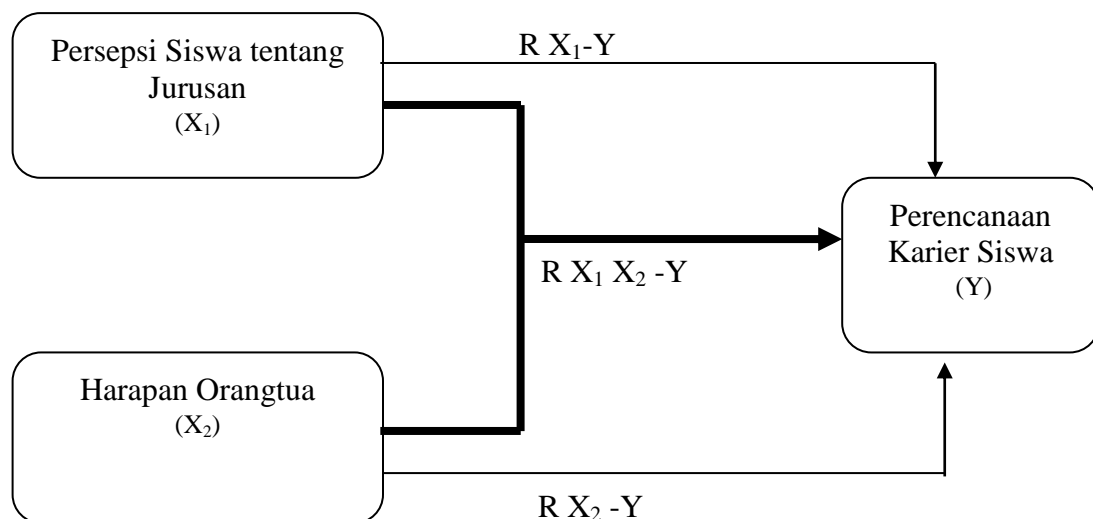 Persepsi Siswa tentang
Jurusan
(X₁)
R X₁-Y
Perencanaan
Karier Siswa
(Y)
R X₁ X₂ -Y
Harapan Orangtua
(X₂)
R X₂ -Y